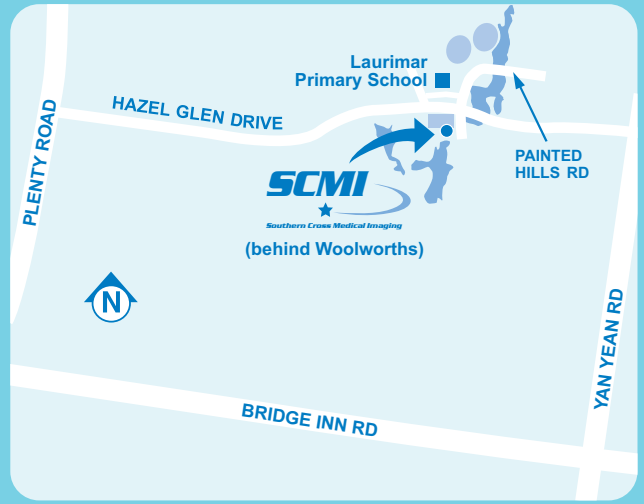 Laurimar
Primary School
HAZEL GLEN DRIVE
PLENTY ROAD
PAINTED
HILLS RD
SCMI
Southern Cross Medical Imaging
(behind Woolworths)
N
YAN YEAN RD
BRIDGE INN RD